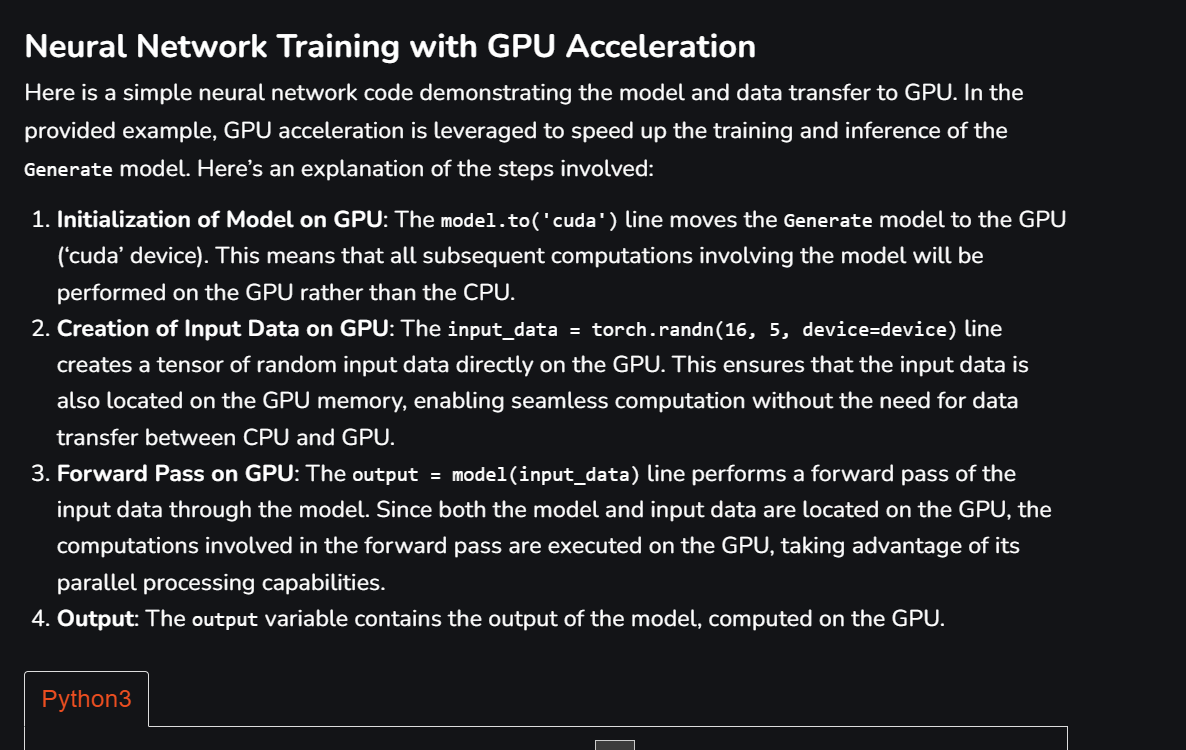 Neural Network Training with GPU Acceleration
Here is a simple neural network code demonstrating the model and data transfer to GPU. In the
provided example, GPU acceleration is leveraged to speed up the training and inference of the
Generate model. Here’s an explanation of the steps involved:
1. Initialization of Model on GPU: The model.to('cuda') line moves the Generate model to the GPU
(‘cuda’ device). This means that all subsequent computations involving the model will be
performed on the GPU rather than the CPU.
2. Creation of Input Data on GPU: The input_data = torch.randn(16, 5, device=device) line
creates a tensor of random input data directly on the GPU. This ensures that the input data is
also located on the GPU memory, enabling seamless computation without the need for data
transfer between CPU and GPU.
3. Forward Pass on GPU: The output = model(input_data) line performs a forward pass of the
input data through the model. Since both the model and input data are located on the GPU, the
computations involved in the forward pass are executed on the GPU, taking advantage of its
parallel processing capabilities.
4. Output: The output variable contains the output of the model, computed on the GPU.
Python3